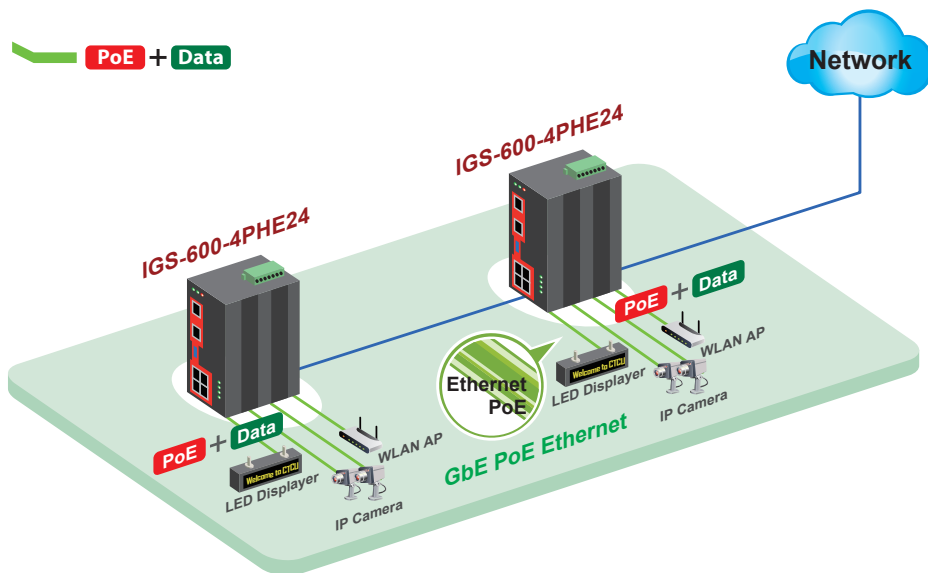 PoE + Data
Network
IGS-600-4PHE24
IGS-600-4PHE24
PoE + Data
WLAN AP
Welcome to CTCU
LED Displayer
IP Camera
Ethernet
PoE
GbE PoE Ethernet
PoE + Data
WLAN AP
Welcome to CTCU
LED Displayer
IP Camera